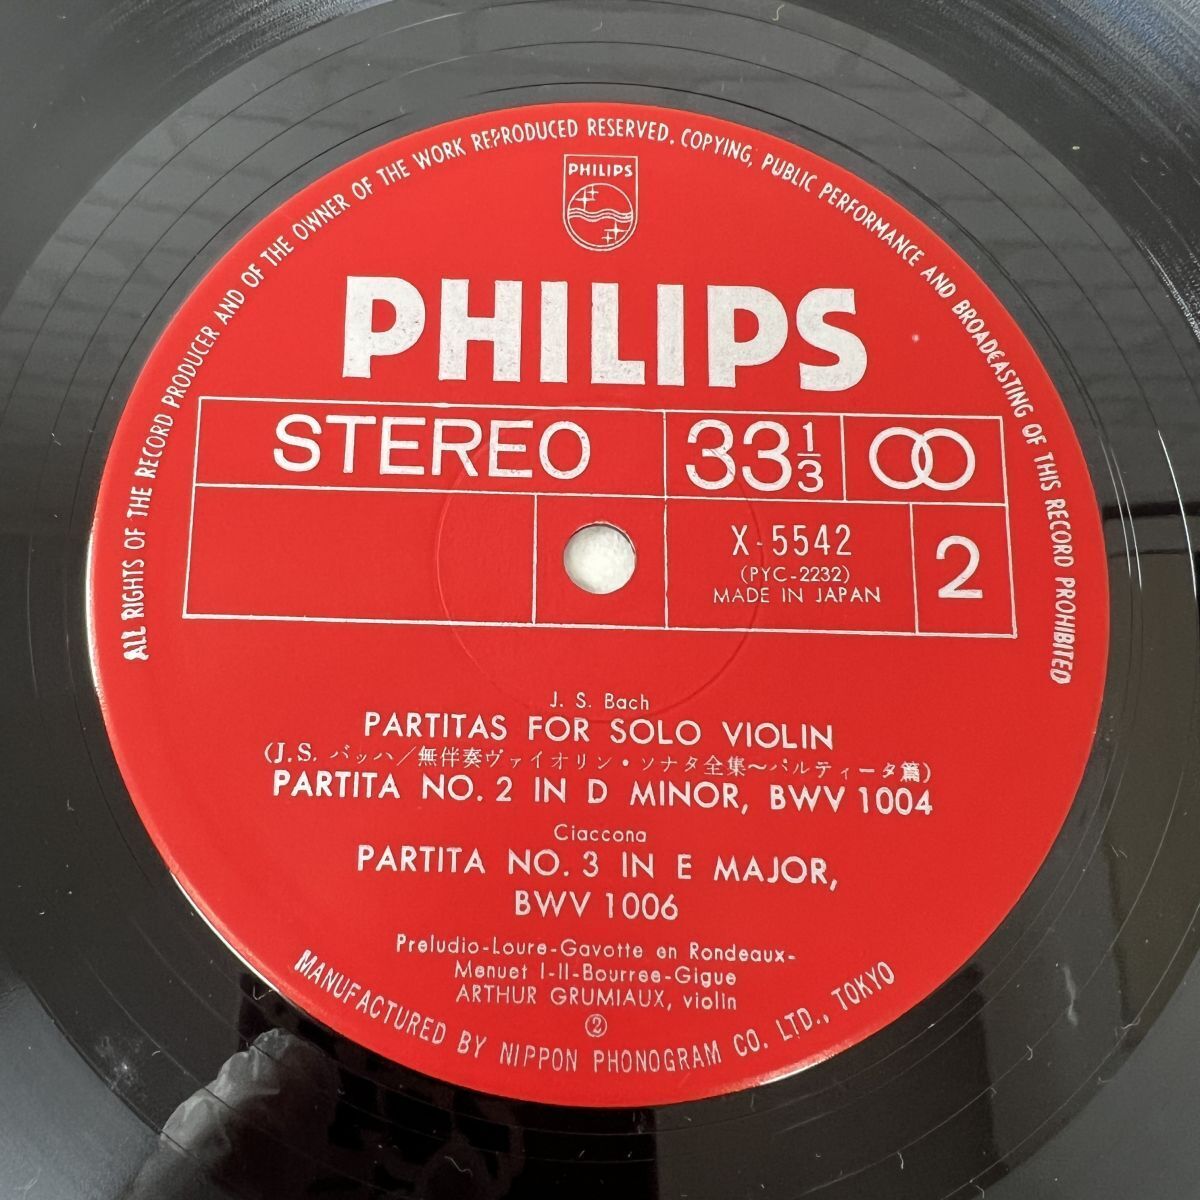 ALL RIGHTS OF THE RECORD PRODUCER AND OF THE OWNER OF THE WORK REPRODUCED RESERVED. COPYING, PUBLIC PERFORMANCE AND BROADCASTING OF THIS RECORD PROHIBITED
PHILIPS
PHILIPS
STEREO 33 1/3
X-5542
(PYC-2232)
MADE IN JAPAN
2
J. S. Bach
PARTITAS FOR SOLO VIOLIN
(J.S. バッハ/無伴奏ヴァイオリン・ソナタ全集〜パルティータ篇)
PARTITA NO. 2 IN D MINOR, BWV 1004
Ciaccona
PARTITA NO. 3 IN E MAJOR,
BWV 1006
Preludio-Loure-Gavotte en Rondeaux-
Menuet I-II-Bourree-Gigue
ARTHUR GRUMIAUX, violin
②
MANUFACTURED BY NIPPON PHONOGRAM CO. LTD., TOKYO